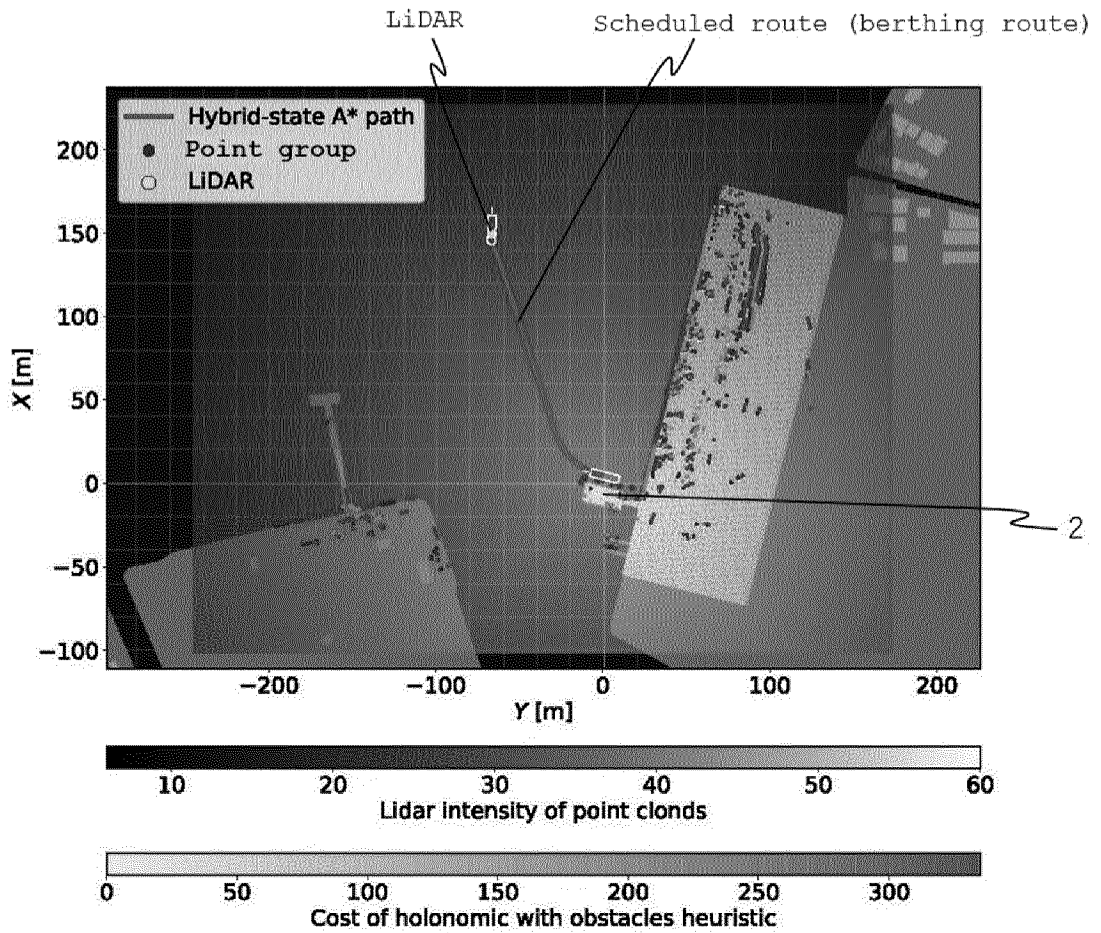 LiDAR
Scheduled route (berthing route)
Hybrid-state A* path
Point group
LiDAR
200
150
100
50
0
−50
−100
X [m]
2
−200 −100 0 100 200
Y [m]
10 20 30 40 50 60
Lidar intensity of point clonds
0 50 100 150 200 250 300
Cost of holonomic with obstacles heuristic